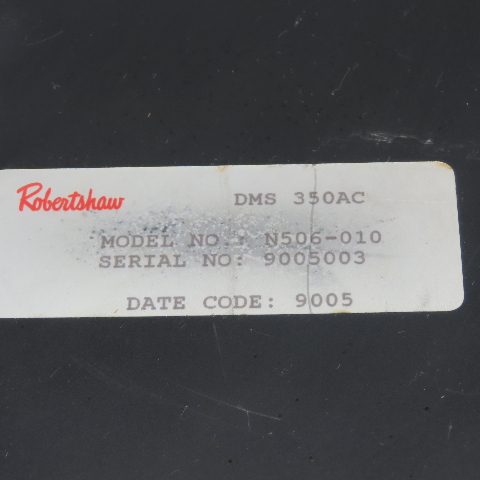 Robertshaw DMS 350AC
MODEL NO.: N506-010
SERIAL NO: 9005003
DATE CODE: 9005